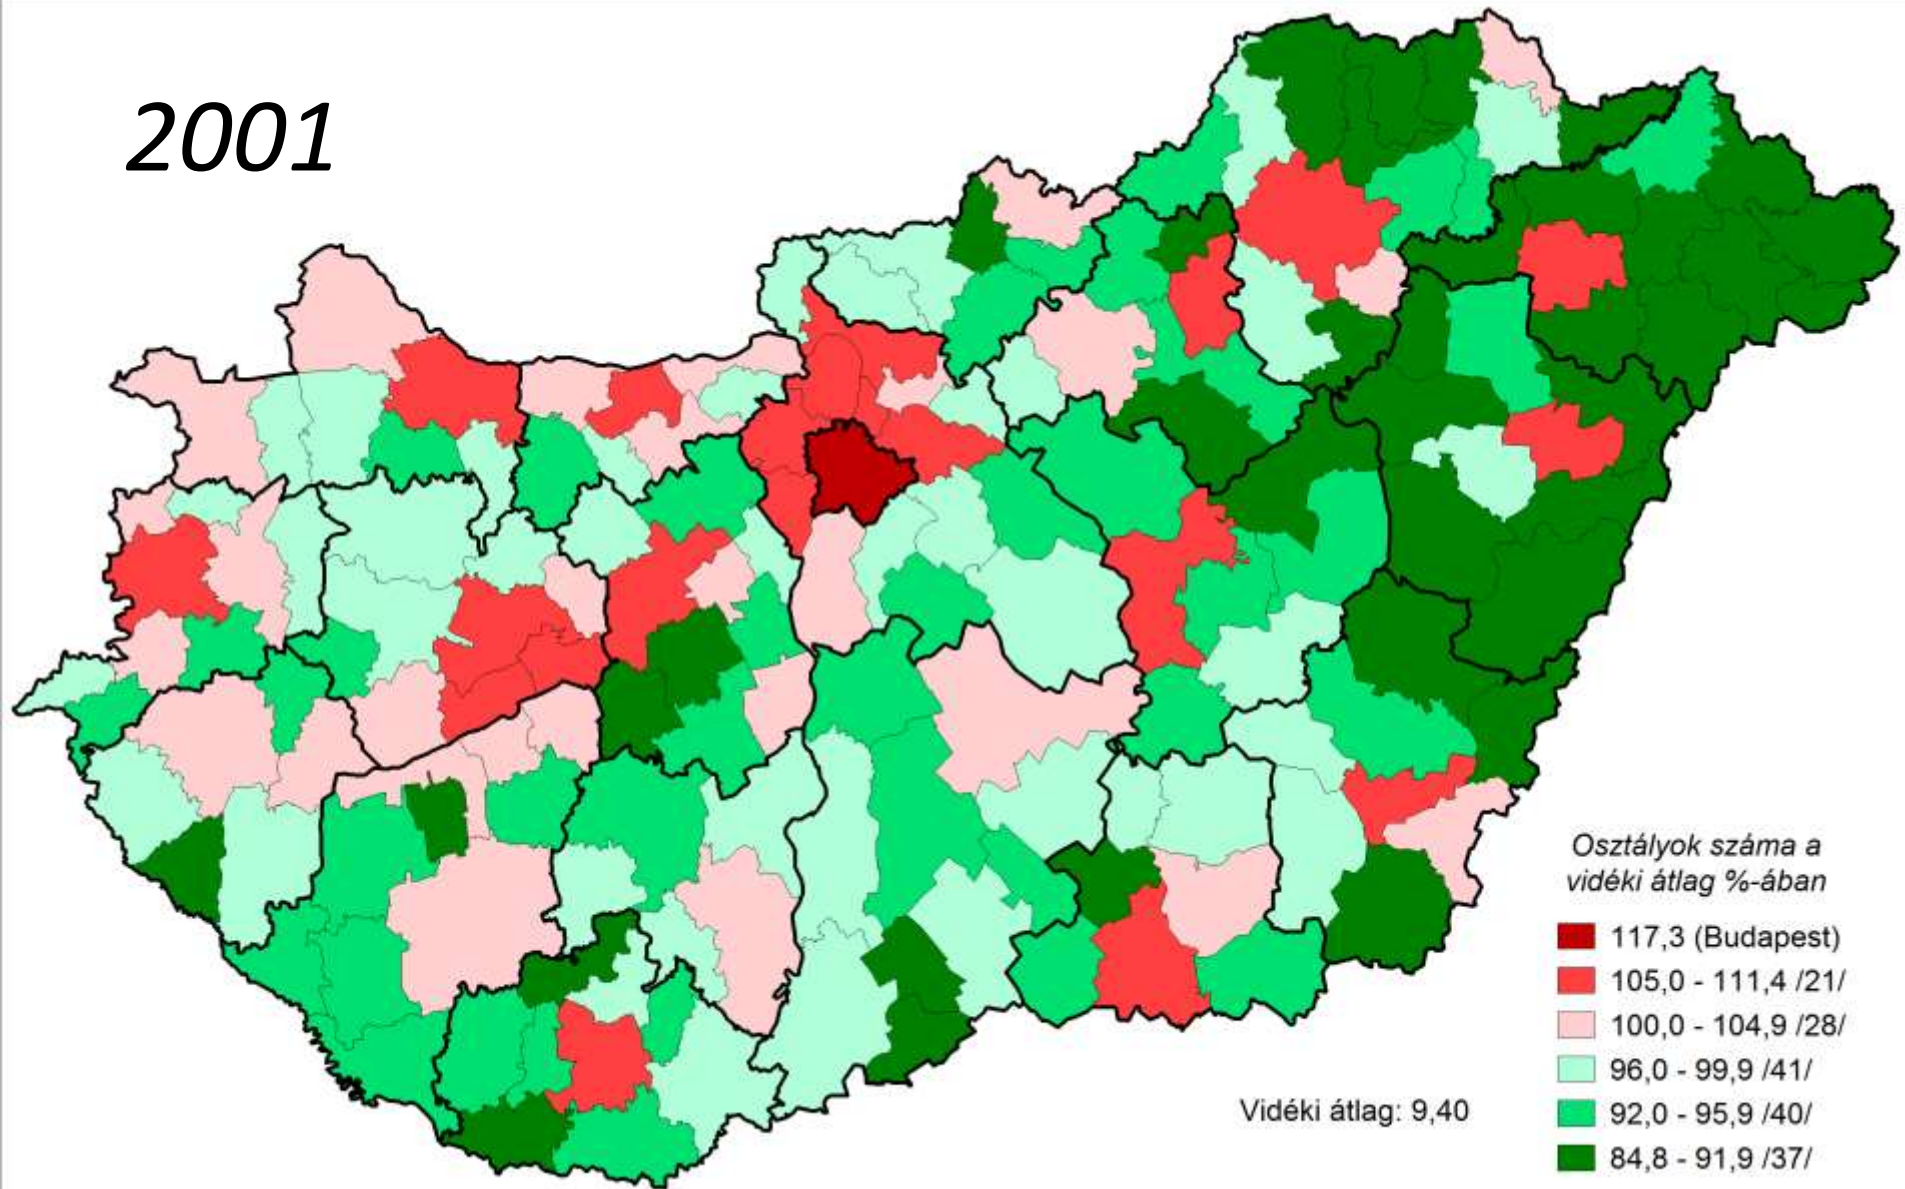 2001
Osztályok száma a
vidéki átlag %-ában
117,3 (Budapest)
105,0 - 111,4 /21/
100,0 - 104,9 /28/
96,0 - 99,9 /41/
92,0 - 95,9 /40/
84,8 - 91,9 /37/
Vidéki átlag: 9,40